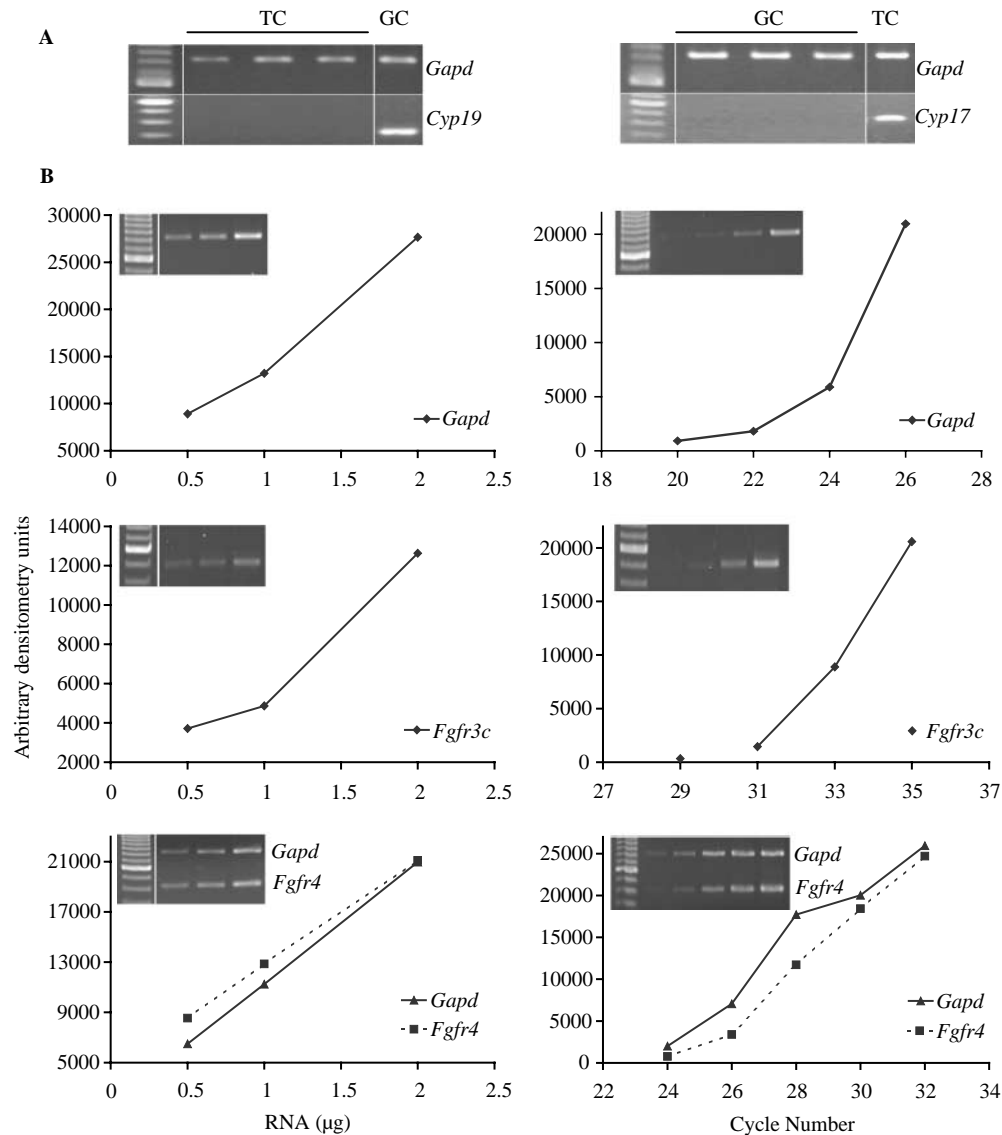 A
TC GC
Gapd
Cyp19
GC TC
Gapd
Cyp17
B
Arbitrary densitometry units
30000
25000
20000
15000
10000
5000
0 0.5 1 1.5 2 2.5
Gapd
20000
15000
10000
5000
0
18 20 22 24 26 28
Gapd
14000
12000
10000
8000
6000
4000
2000
0 0.5 1 1.5 2 2.5
Fgfr3c
20000
15000
10000
5000
0
27 29 31 33 35 37
Fgfr3c
21000
17000
13000
9000
5000
0 0.5 1 1.5 2 2.5
Gapd
Fgfr4
Gapd
Fgfr4
RNA (µg)
25000
20000
15000
10000
5000
0
22 24 26 28 30 32 34
Gapd
Fgfr4
Gapd
Fgfr4
Cycle Number